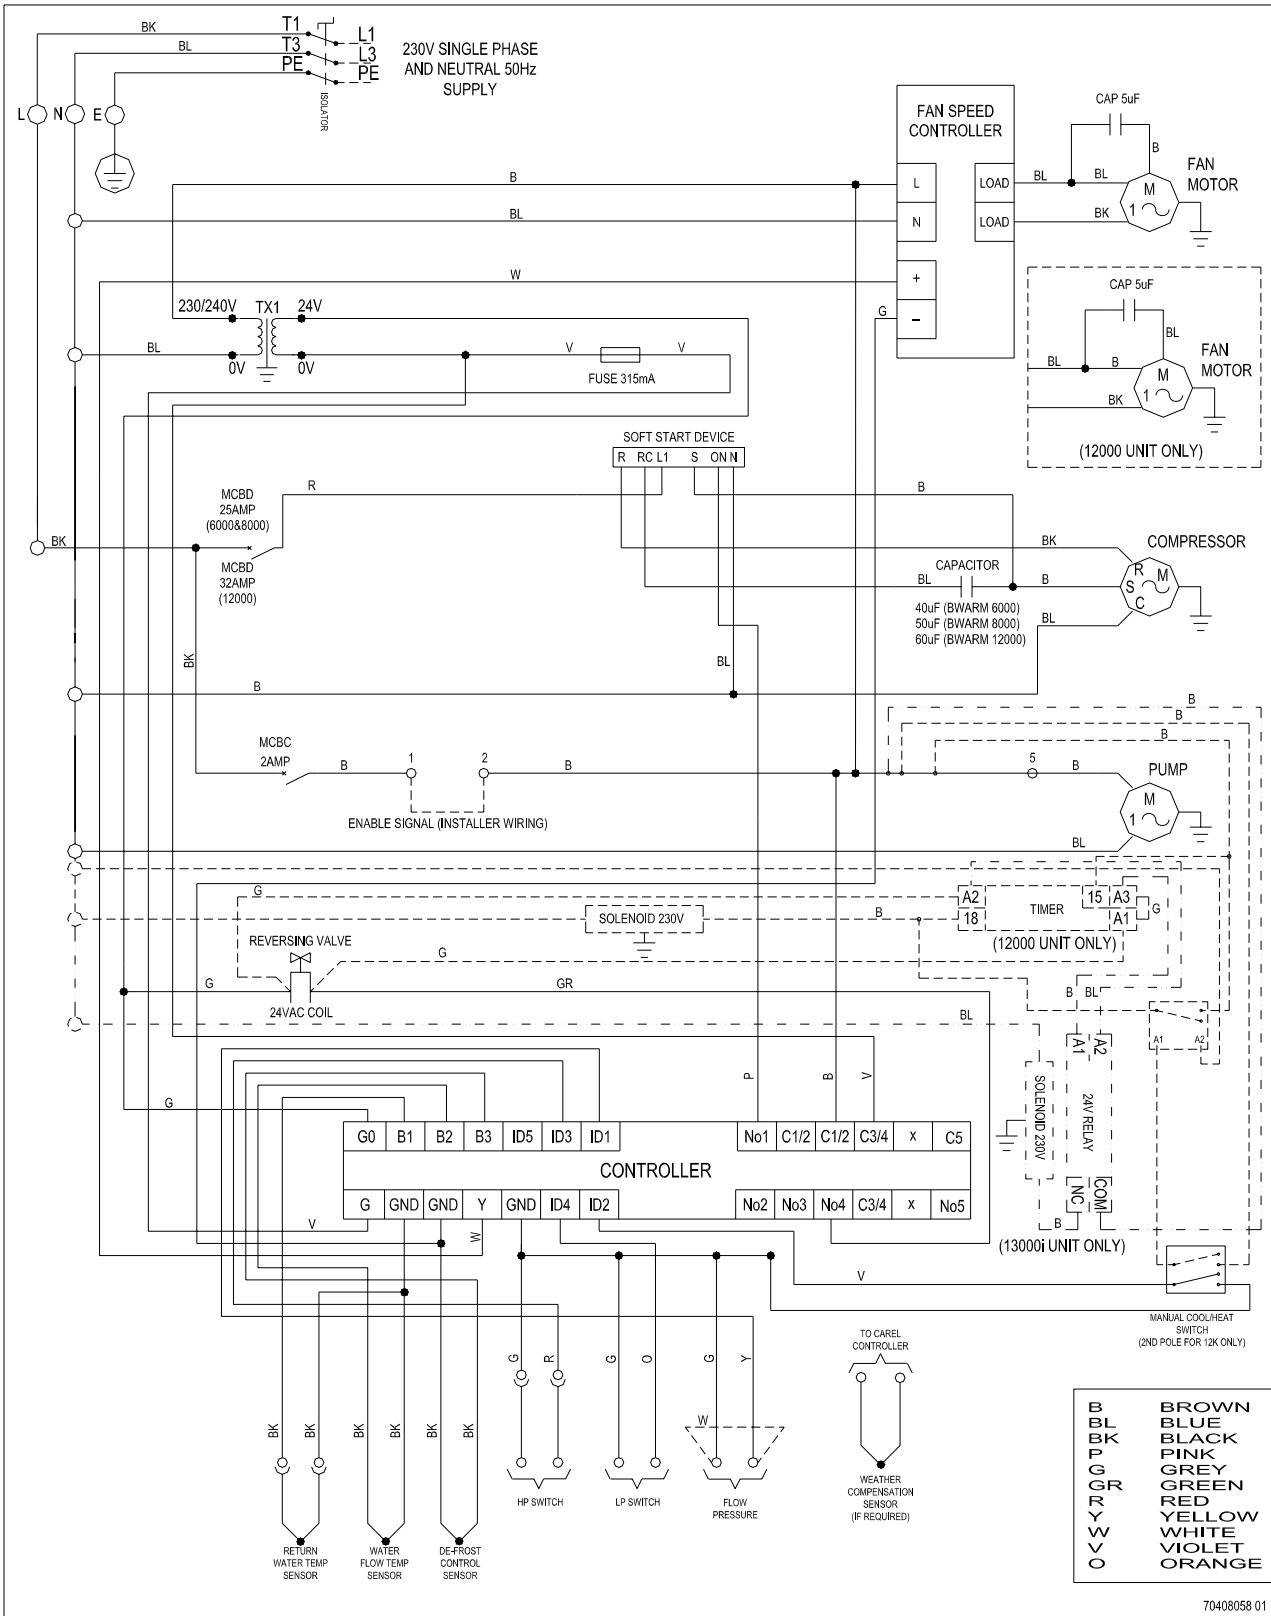 BK
T1
L1
BL
T3
L3
PE
PE
ISOLATOR
230V SINGLE PHASE
AND NEUTRAL 50Hz
SUPPLY
L
N
E
FAN SPEED
CONTROLLER
L
N
+
–
LOAD
LOAD
CAP 5uF
B
BL
BL
BK
M
1
FAN
MOTOR
B
BL
W
G
CAP 5uF
BL
BL
B
BK
M
1
FAN
MOTOR
(12000 UNIT ONLY)
230/240V
TX1
24V
BL
0V
0V
V
V
FUSE 315mA
SOFT START DEVICE
R RC L1 S ON N
MCBD
25AMP
(6000&8000)
R
B
BK
MCBD
32AMP
(12000)
BK
COMPRESSOR
R
M
S
C
CAPACITOR
BL
B
40uF (BWARM 6000)
50uF (BWARM 8000)
60uF (BWARM 12000)
BL
BK
BL
B
B
B
B
MCBC
2AMP
B
1
2
B
5
B
PUMP
M
1
ENABLE SIGNAL (INSTALLER WIRING)
BL
G
A2
18
TIMER
15
A3
A1
G
SOLENOID 230V
B
(12000 UNIT ONLY)
REVERSING VALVE
G
G
GR
24VAC COIL
B
BL
BL
A1
A2
A1
A2
P
B
V
SOLENOID 230V
24V RELAY
NC
COM
B
(13000i UNIT ONLY)
G
G0 B1 B2 B3 ID5 ID3 ID1
No1 C1/2 C1/2 C3/4 x C5
CONTROLLER
G GND GND Y GND ID4 ID2
No2 No3 No4 C3/4 x No5
V
W
V
MANUAL COOL/HEAT
SWITCH
(2ND POLE FOR 12K ONLY)
TO CAREL
CONTROLLER
G
R
G
O
G
Y
W
BK
BK
BK
BK
BK
BK
HP SWITCH
LP SWITCH
FLOW
PRESSURE
WEATHER
COMPENSATION
SENSOR
(IF REQUIRED)
RETURN
WATER TEMP
SENSOR
WATER
FLOW TEMP
SENSOR
DE-FROST
CONTROL
SENSOR
B BROWN
BL BLUE
BK BLACK
P PINK
G GREY
GR GREEN
R RED
Y YELLOW
W WHITE
V VIOLET
O ORANGE
70408058 01